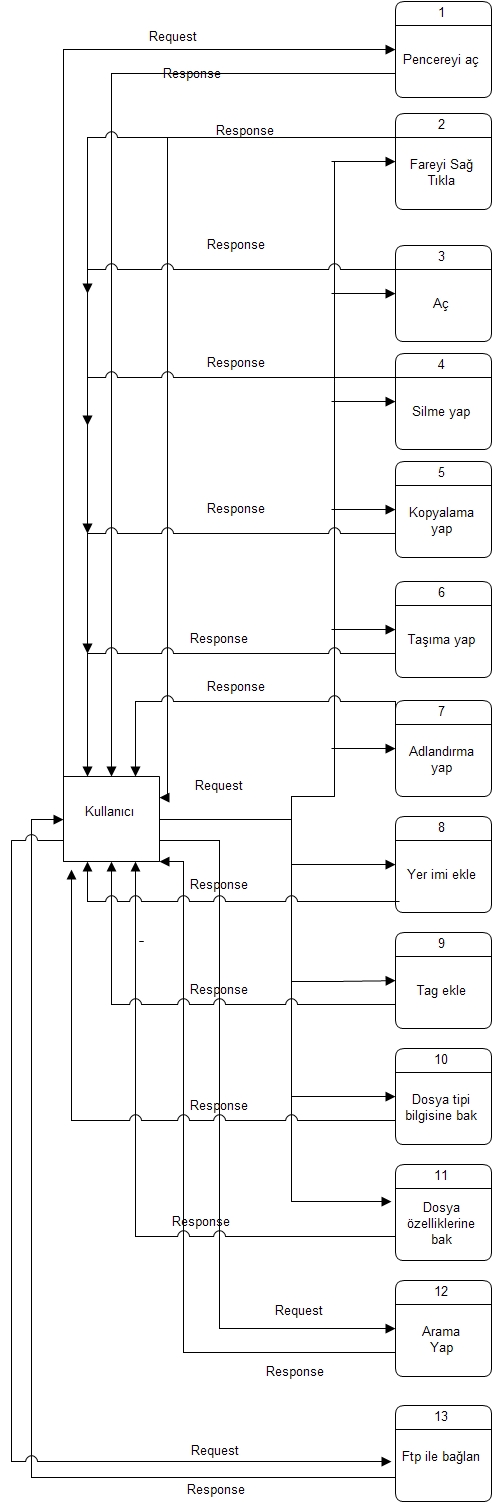 1
Request
Pencereyi aç
Response
2
Response
Fareyi Sağ
Tıkla
Response
3
Aç
Response
4
Silme yap
5
Response
Kopyalama
yap
6
Response
Taşıma yap
Response
7
Adlandırma
yap
Request
Kullanıcı
8
Yer imi ekle
Response
-
9
Response
Tag ekle
10
Dosya tipi
bilgisine bak
Response
11
Dosya
özelliklerine
bak
Response
12
Request
Arama
Yap
Response
13
Request
Ftp ile bağlan
Response